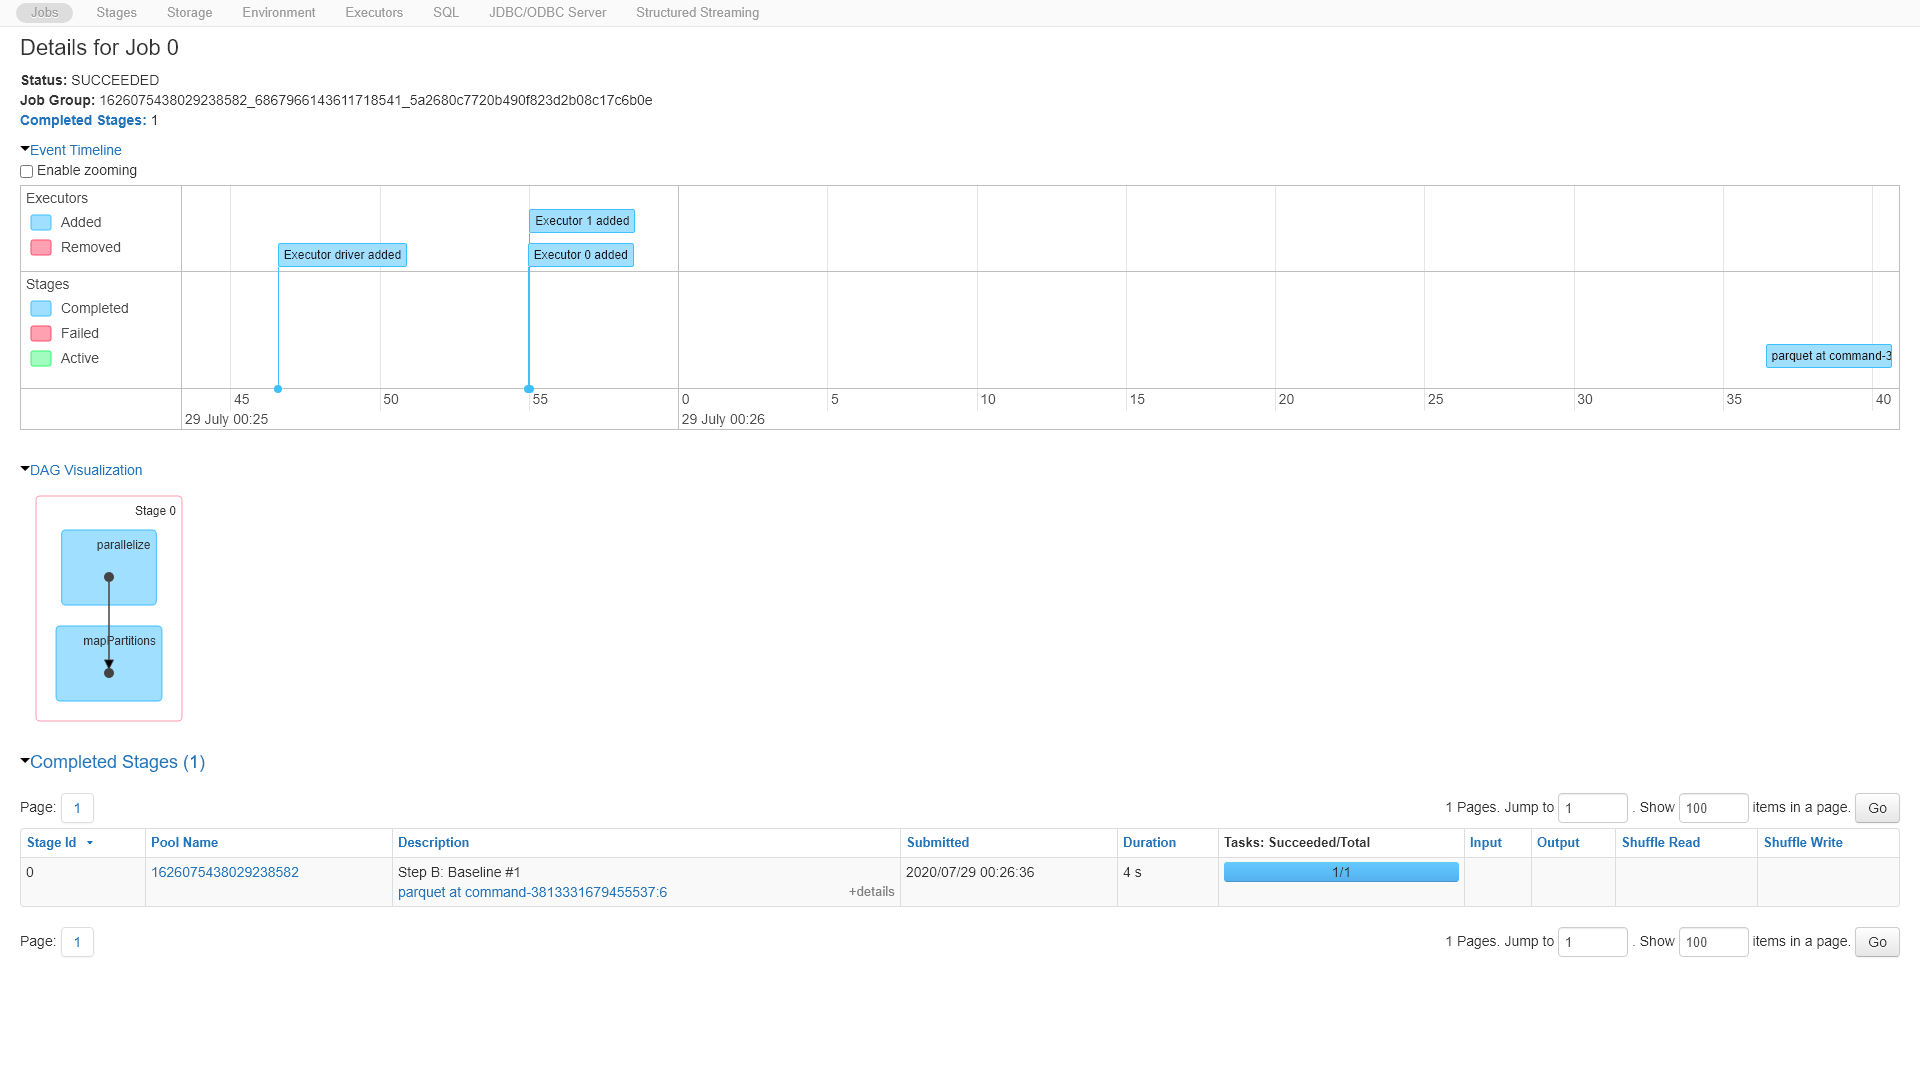 Jobs Stages Storage Environment Executors SQL JDBC/ODBC Server Structured Streaming
Details for Job 0
Status: SUCCEEDED
Job Group: 1626075438029238582_6867966143611718541_5a2680c7720b490f823d2b08c17c6b0e
Completed Stages: 1
Event Timeline
Enable zooming
Executors
Added
Removed
Executor 1 added
Executor driver added
Executor 0 added
Stages
Completed
Failed
Active
parquet at command-3
45 50 55 0 5 10 15 20 25 30 35 40
29 July 00:25 29 July 00:26
DAG Visualization
Stage 0
parallelize
mapPartitions
Completed Stages (1)
Page: 1 1 Pages. Jump to 1 . Show 100 items in a page. Go
Stage Id Pool Name Description Submitted Duration Tasks: Succeeded/Total Input Output Shuffle Read Shuffle Write
0 1626075438029238582 Step B: Baseline #1 2020/07/29 00:26:36 4 s 1/1
parquet at command-3813331679455537:6 +details
Page: 1 1 Pages. Jump to 1 . Show 100 items in a page. Go